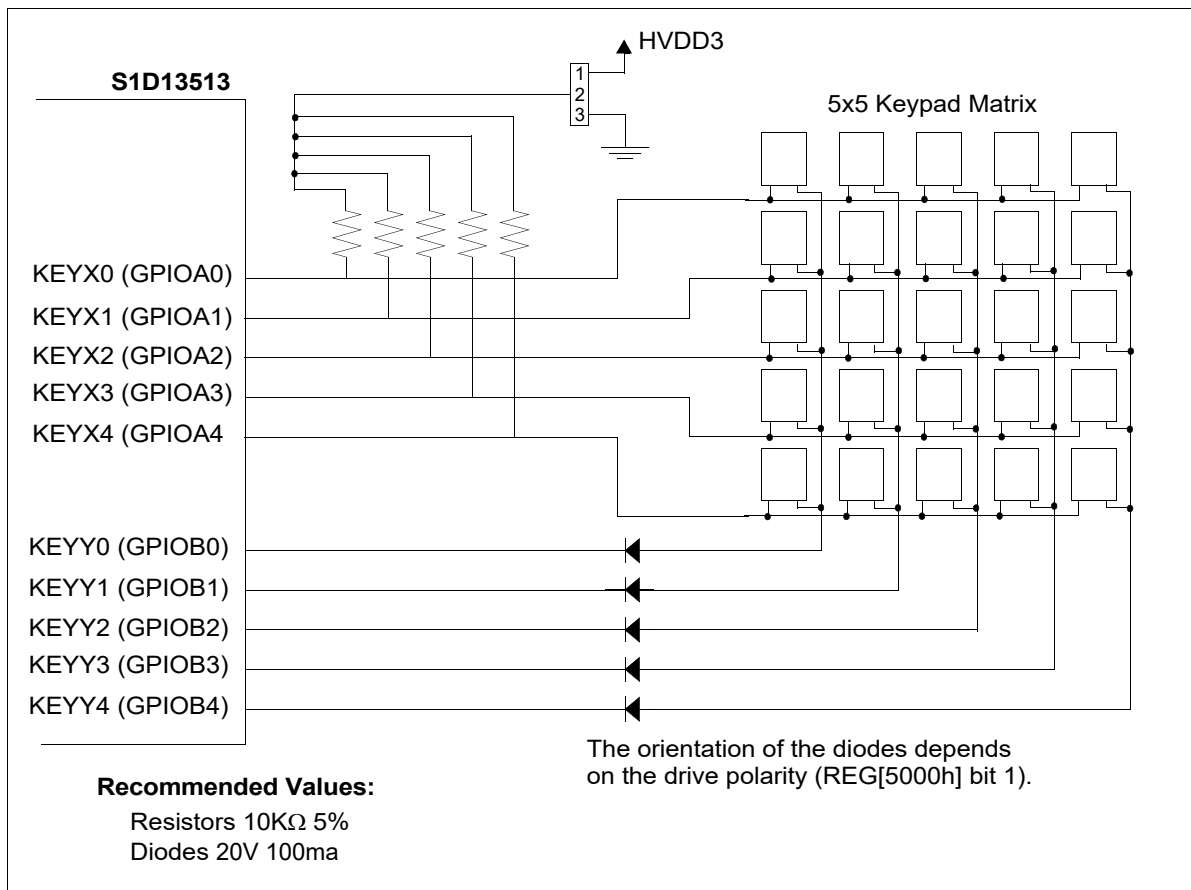 HVDD3
S1D13513
1
2
3
5x5 Keypad Matrix
KEYX0 (GPIOA0)
KEYX1 (GPIOA1)
KEYX2 (GPIOA2)
KEYX3 (GPIOA3)
KEYX4 (GPIOA4
KEYY0 (GPIOB0)
KEYY1 (GPIOB1)
KEYY2 (GPIOB2)
KEYY3 (GPIOB3)
KEYY4 (GPIOB4)
The orientation of the diodes depends
on the drive polarity (REG[5000h] bit 1).
Recommended Values:
Resistors 10KΩ 5%
Diodes 20V 100ma